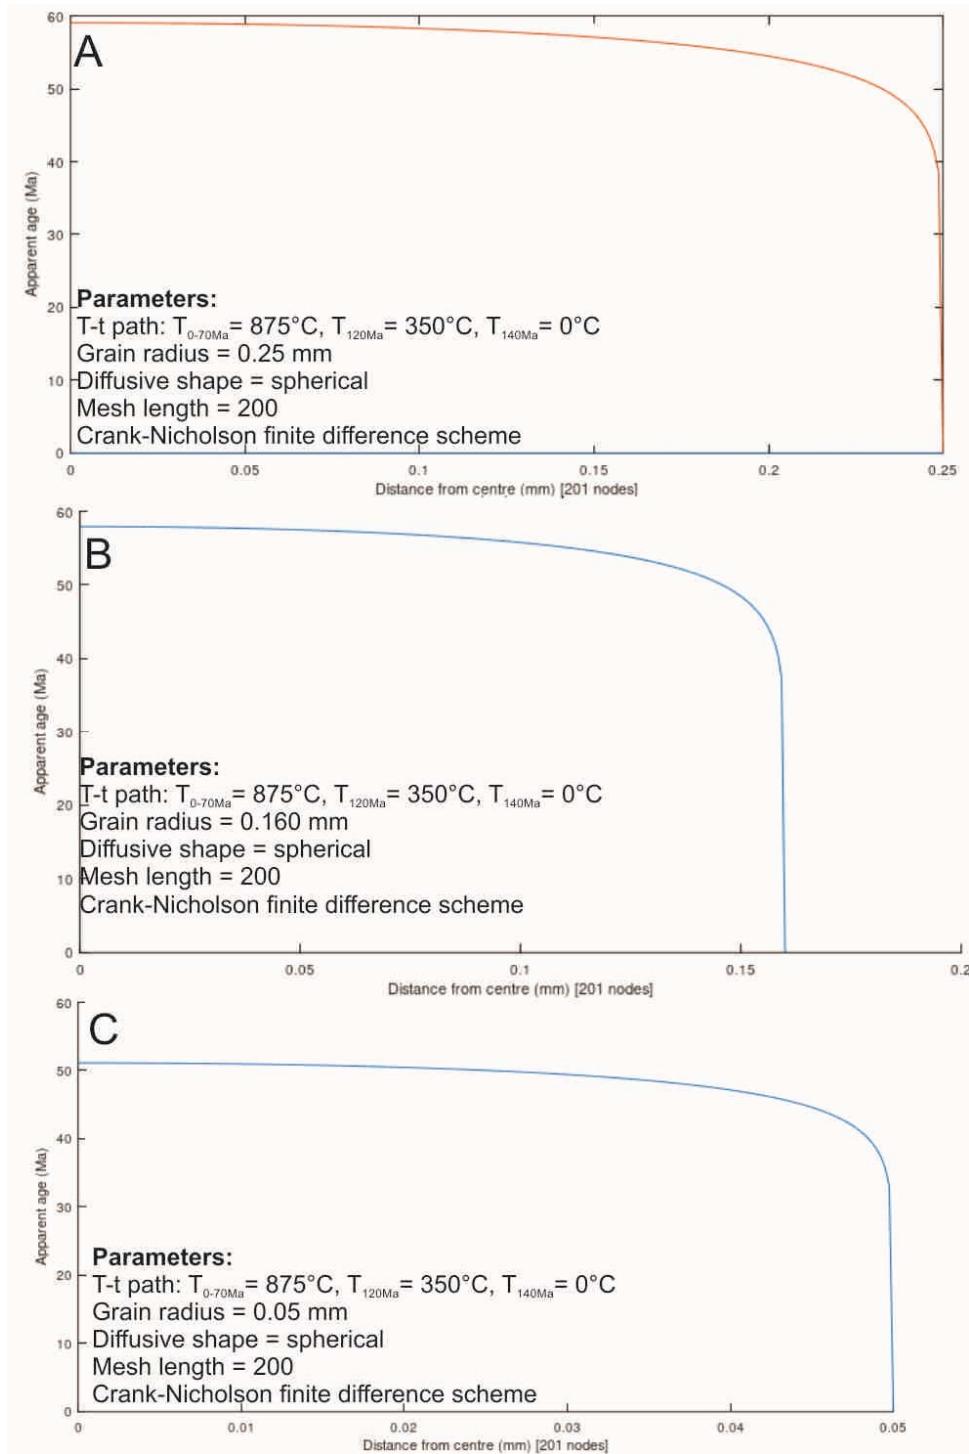 A
60
50
40
30
20
10
0
Apparent age (Ma)
Parameters:
T-t path: T0-70Ma= 875°C, T120Ma= 350°C, T140Ma= 0°C
Grain radius = 0.25 mm
Diffusive shape = spherical
Mesh length = 200
Crank-Nicholson finite difference scheme
0 0.05 0.1 0.15 0.2 0.25
Distance from centre (mm) [201 nodes]
B
60
50
40
30
20
10
0
Apparent age (Ma)
Parameters:
T-t path: T0-70Ma= 875°C, T120Ma= 350°C, T140Ma= 0°C
Grain radius = 0.160 mm
Diffusive shape = spherical
Mesh length = 200
Crank-Nicholson finite difference scheme
0 0.05 0.1 0.15 0.2
Distance from centre (mm) [201 nodes]
C
60
50
40
30
20
10
0
Apparent age (Ma)
Parameters:
T-t path: T0-70Ma= 875°C, T120Ma= 350°C, T140Ma= 0°C
Grain radius = 0.05 mm
Diffusive shape = spherical
Mesh length = 200
Crank-Nicholson finite difference scheme
0 0.01 0.02 0.03 0.04 0.05
Distance from centre (mm) [201 nodes]